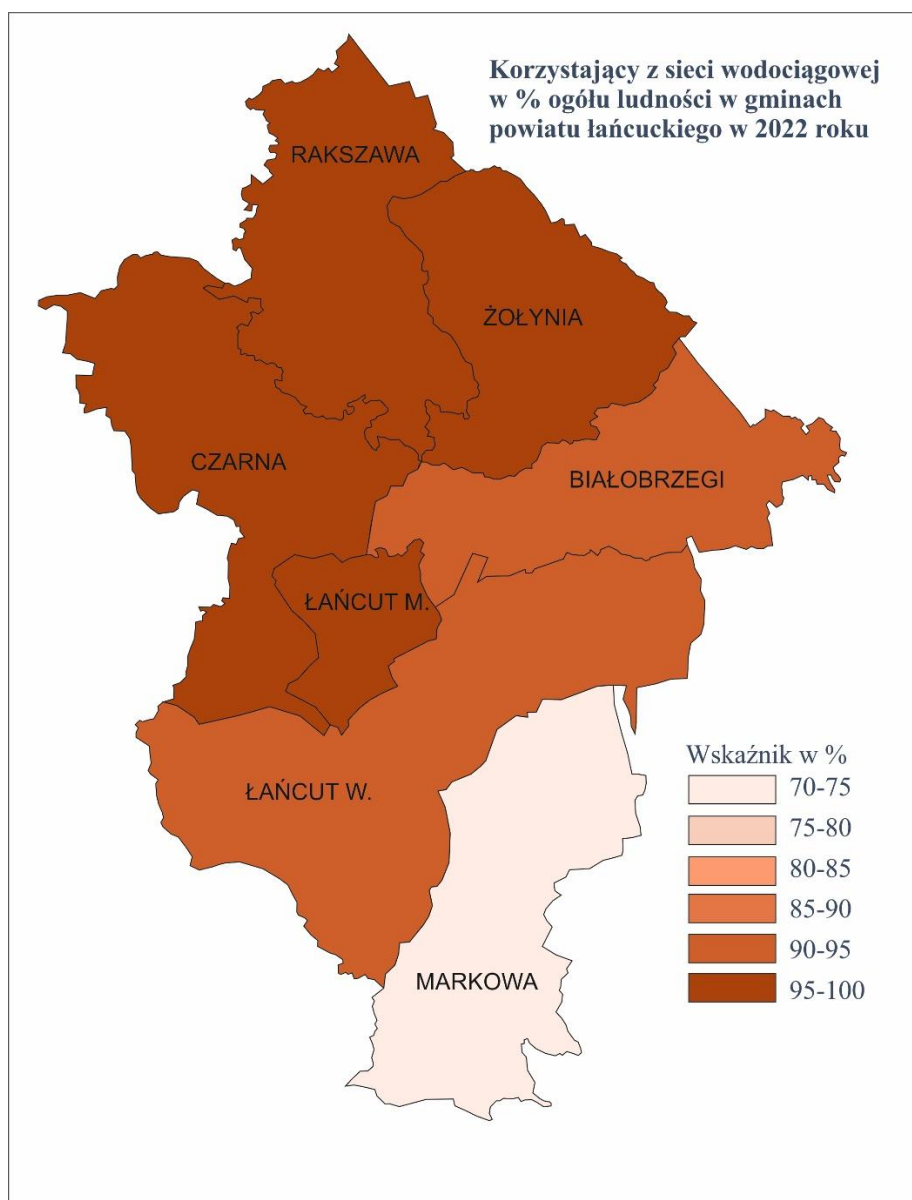 Korzystający z sieci wodociągowej
w % ogółu ludności w gminach
powiatu łańcuckiego w 2022 roku
RAKSZAWA
ŻOŁYNIA
CZARNA
BIAŁOBRZEGI
ŁAŃCUT M.
ŁAŃCUT W.
MARKOWA
Wskaźnik w %
70-75
75-80
80-85
85-90
90-95
95-100